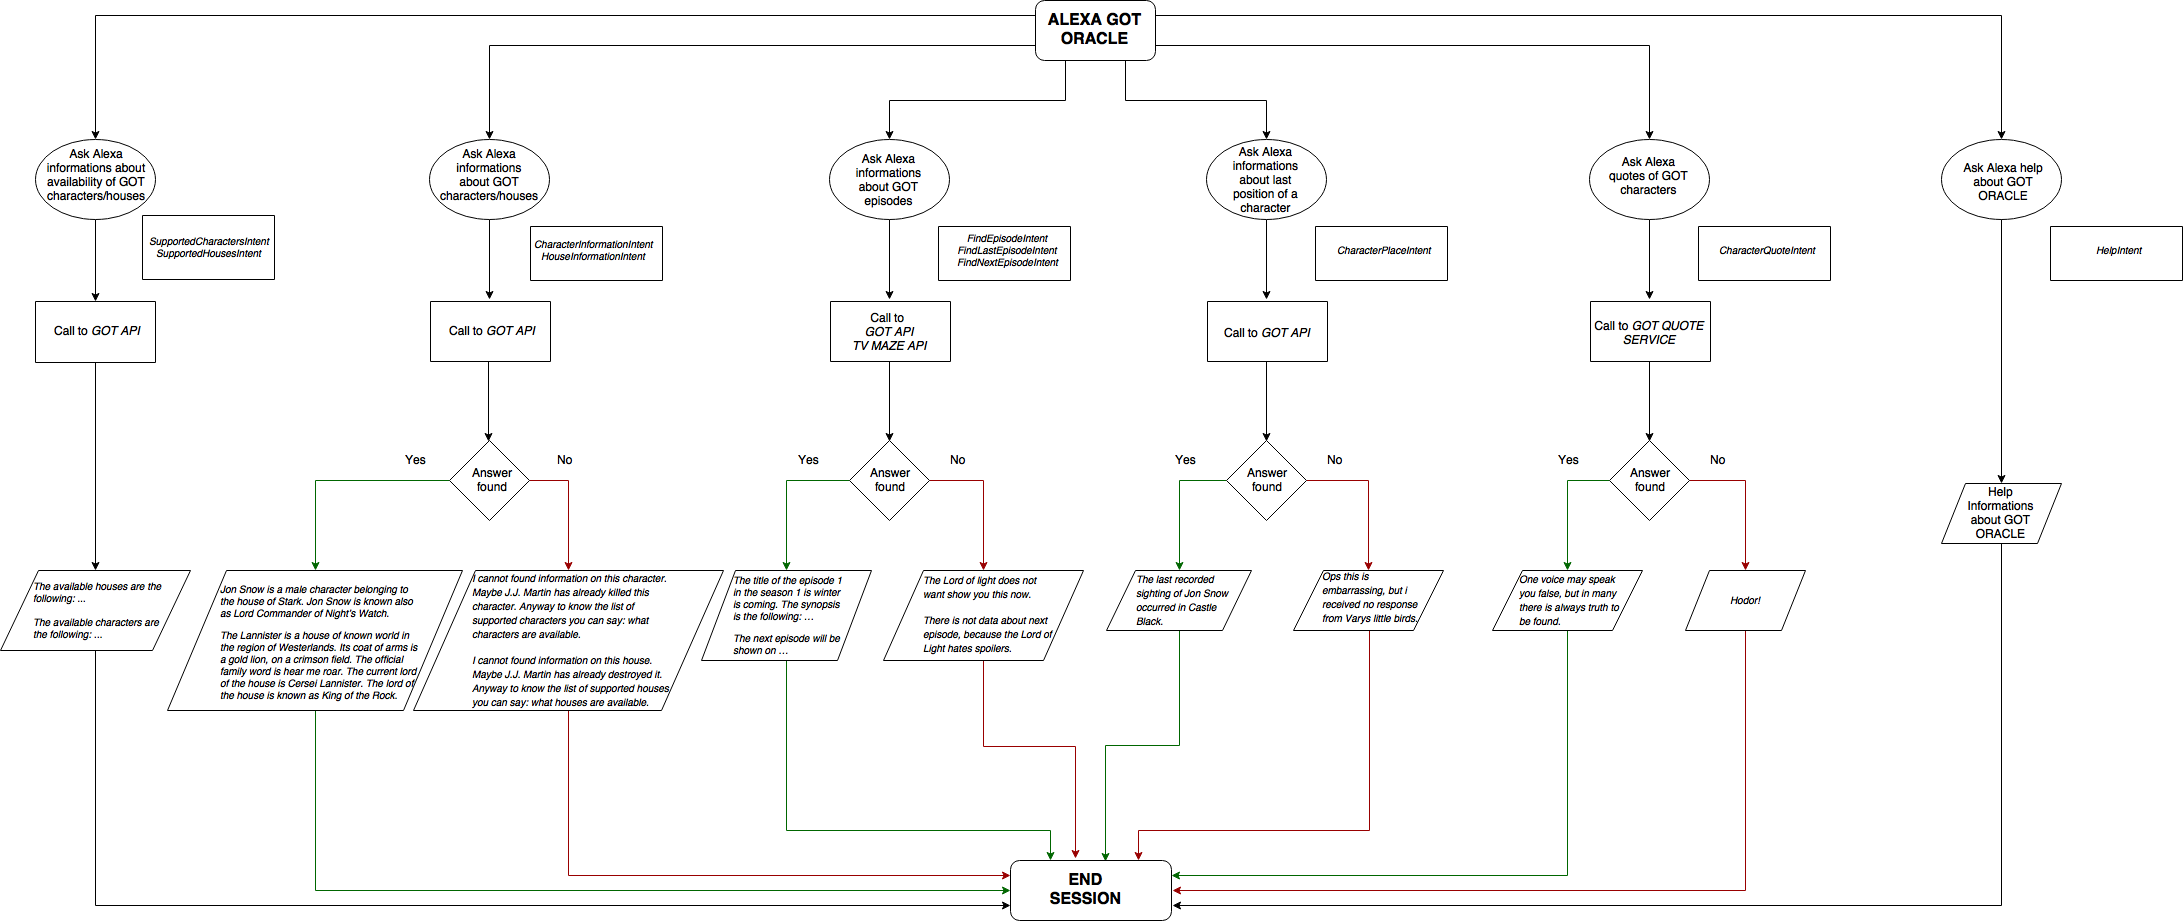 ALEXA GOT
ORACLE
Ask Alexa
informations about
availability of GOT
characters/houses
Ask Alexa
informations
about GOT
characters/houses
Ask Alexa
informations
about GOT
episodes
Ask Alexa
informations
about last
position of a
character
Ask Alexa
quotes of GOT
characters
Ask Alexa help
about GOT
ORACLE
SupportedCharactersIntent
SupportedHousesIntent
CharacterInformationIntent
HouseInformationIntent
FindEpisodeIntent
FindLastEpisodeIntent
FindNextEpisodeIntent
CharacterPlaceIntent
CharacterQuoteIntent
HelpIntent
Call to GOT API
Call to GOT API
Call to
GOT API
TV MAZE API
Call to GOT API
Call to GOT QUOTE
SERVICE
Yes
Answer
found
No
Yes
Answer
found
No
Yes
Answer
found
No
Yes
Answer
found
No
Help
Informations
about GOT
ORACLE
The available houses are the
following: ...
The available characters are
the following: ...
Jon Snow is a male character belonging to
the house of Stark. Jon Snow is known also
as Lord Commander of Night's Watch.
The Lannister is a house of known world in
the region of Westerlands. Its coat of arms is
a gold lion, on a crimson field. The official
family word is hear me roar. The current lord
of the house is Cersei Lannister. The lord of
the house is known as King of the Rock.
I cannot found information on this character.
Maybe J.J. Martin has already killed this
character. Anyway to know the list of
supported characters you can say: what
characters are available.
I cannot found information on this house.
Maybe J.J. Martin has already destroyed it.
Anyway to know the list of supported houses
you can say: what houses are available.
The title of the episode 1
in the season 1 is winter
is coming. The synopsis
is the following: ...
The next episode will be
shown on ...
The Lord of light does not
want show you this now.
There is not data about next
episode, because the Lord of
Light hates spoilers.
The last recorded
sighting of Jon Snow
occurred in Castle
Black.
Ops this is
embarrassing, but i
received no response
from Varys little birds.
One voice may speak
you false, but in many
there is always truth to
be found.
Hodor!
END
SESSION